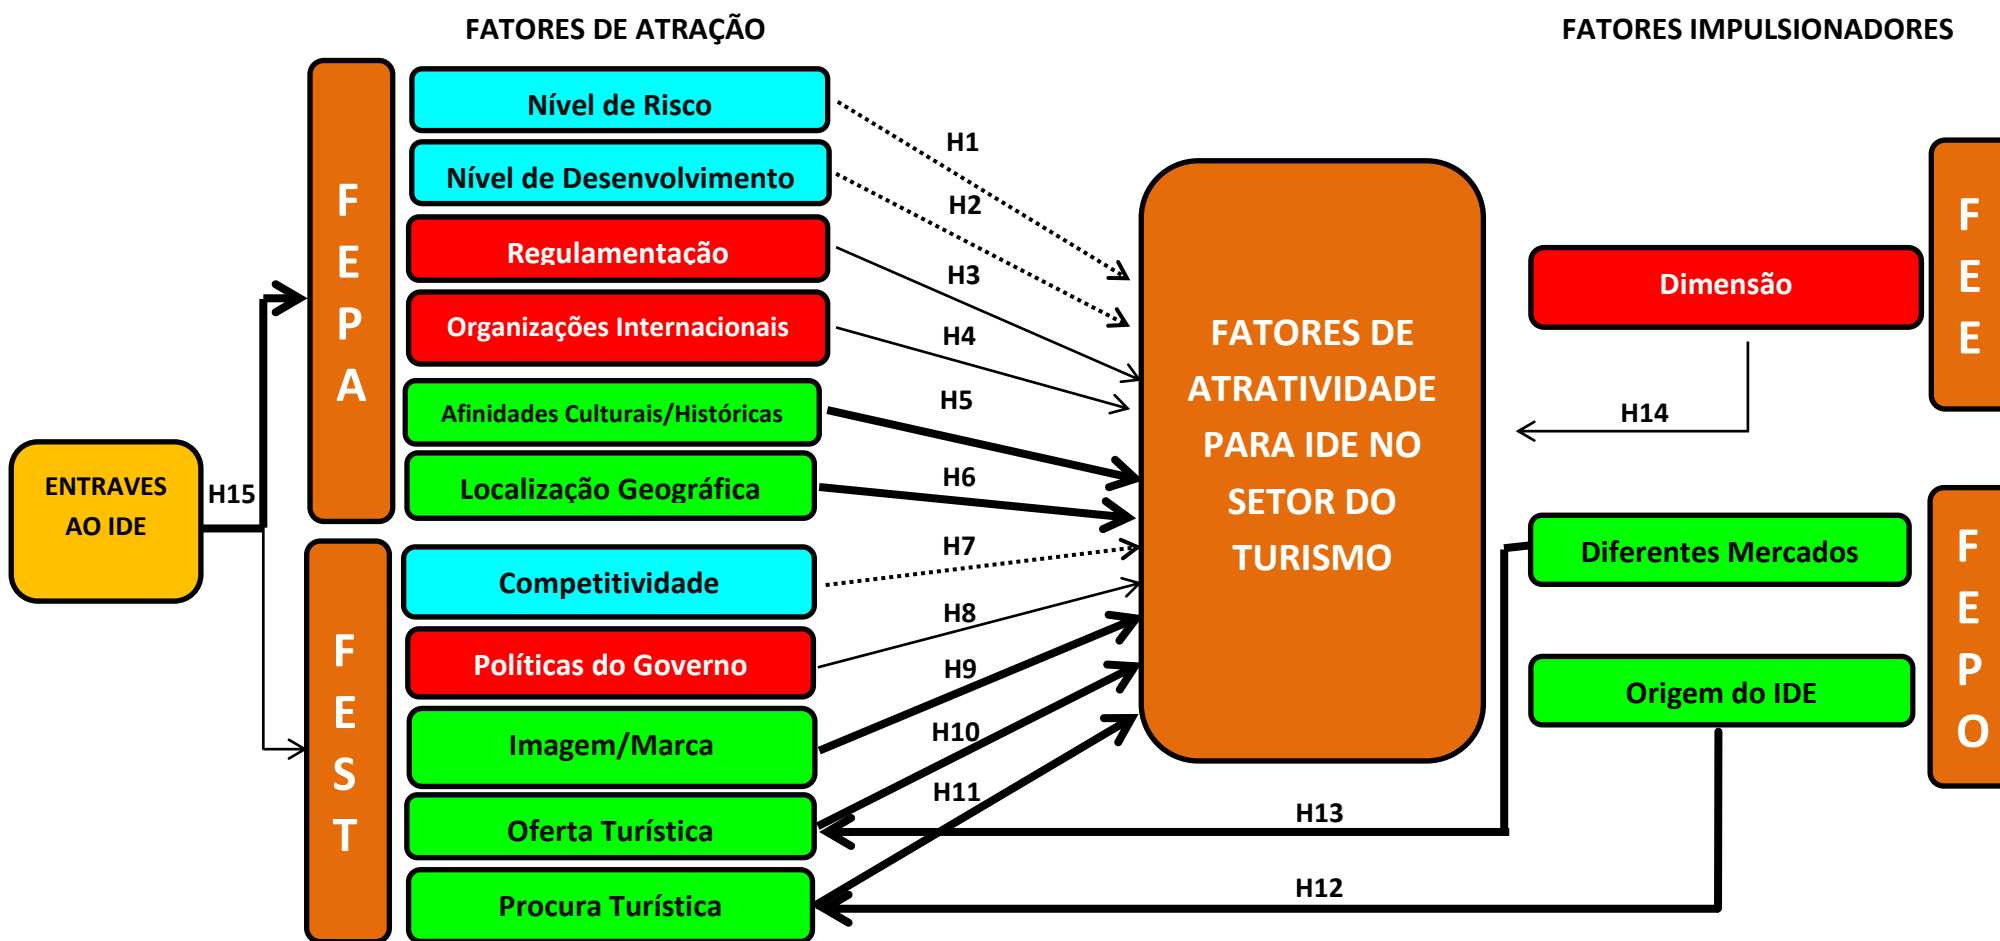 FATORES DE ATRAÇÃO
FATORES IMPULSIONADORES
F
E
P
A
Nível de Risco
Nível de Desenvolvimento
Regulamentação
Organizações Internacionais
Afinidades Culturais/Históricas
Localização Geográfica
F
E
S
T
Competitividade
Políticas do Governo
Imagem/Marca
Oferta Turística
Procura Turística
ENTRAVES
AO IDE
H15
H1
H2
H3
H4
H5
H6
H7
H8
H9
H10
H11
FATORES DE
ATRATIVIDADE
PARA IDE NO
SETOR DO
TURISMO
Dimensão
H14
F
E
E
Diferentes Mercados
Origem do IDE
F
E
P
O
H13
H12